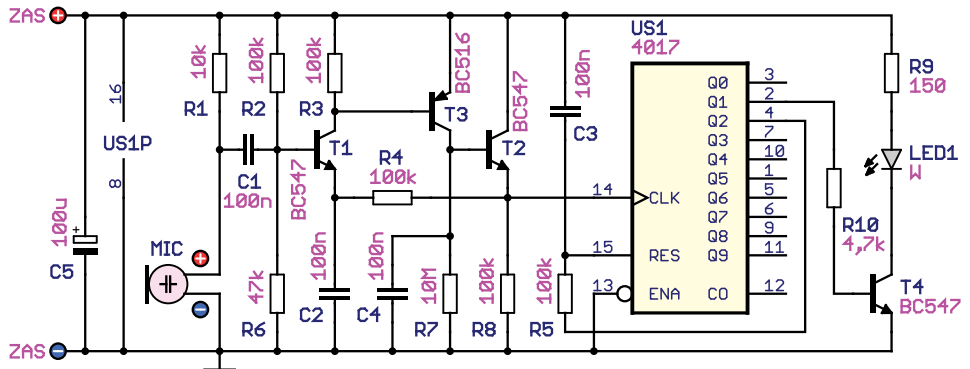 ZAS +
US1
4017
10k
R1
100k
R2
100k
R3
BC516
T3
BC547
T2
100n
C3
16
US1P
8
C1
100n
BC547
T1
R4
100k
Q0 3
Q1 2
Q2 4
Q3 7
Q4 10
Q5 1
Q6 5
Q7 6
Q8 9
Q9 11
CO 12
14 CLK
15 RES
13 ENA
R9
150
LED1
W
R10
4,7k
T4
BC547
100u
+
C5
MIC
+
−
47k
R6
100n
C2
100n
C4
10M
R7
100k
R8
100k
R5
ZAS −